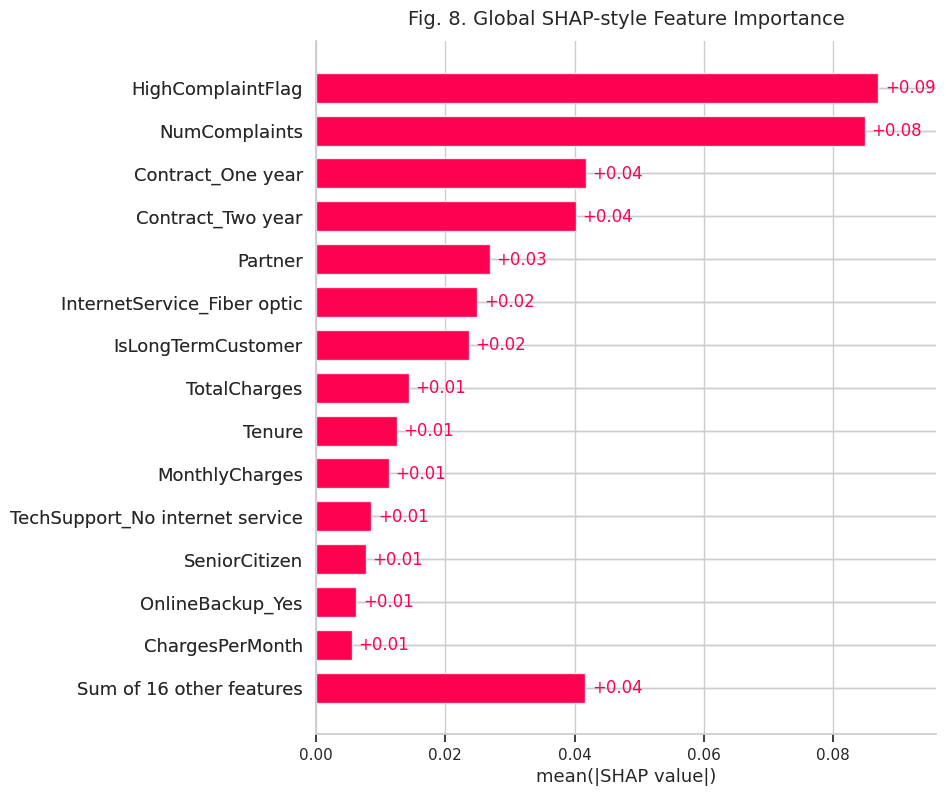 Fig. 8. Global SHAP-style Feature Importance
HighComplaintFlag +0.09
NumComplaints +0.08
Contract_One year +0.04
Contract_Two year +0.04
Partner +0.03
InternetService_Fiber optic +0.02
IsLongTermCustomer +0.02
TotalCharges +0.01
Tenure +0.01
MonthlyCharges +0.01
TechSupport_No internet service +0.01
SeniorCitizen +0.01
OnlineBackup_Yes +0.01
ChargesPerMonth +0.01
Sum of 16 other features +0.04
0.00 0.02 0.04 0.06 0.08
mean(|SHAP value|)